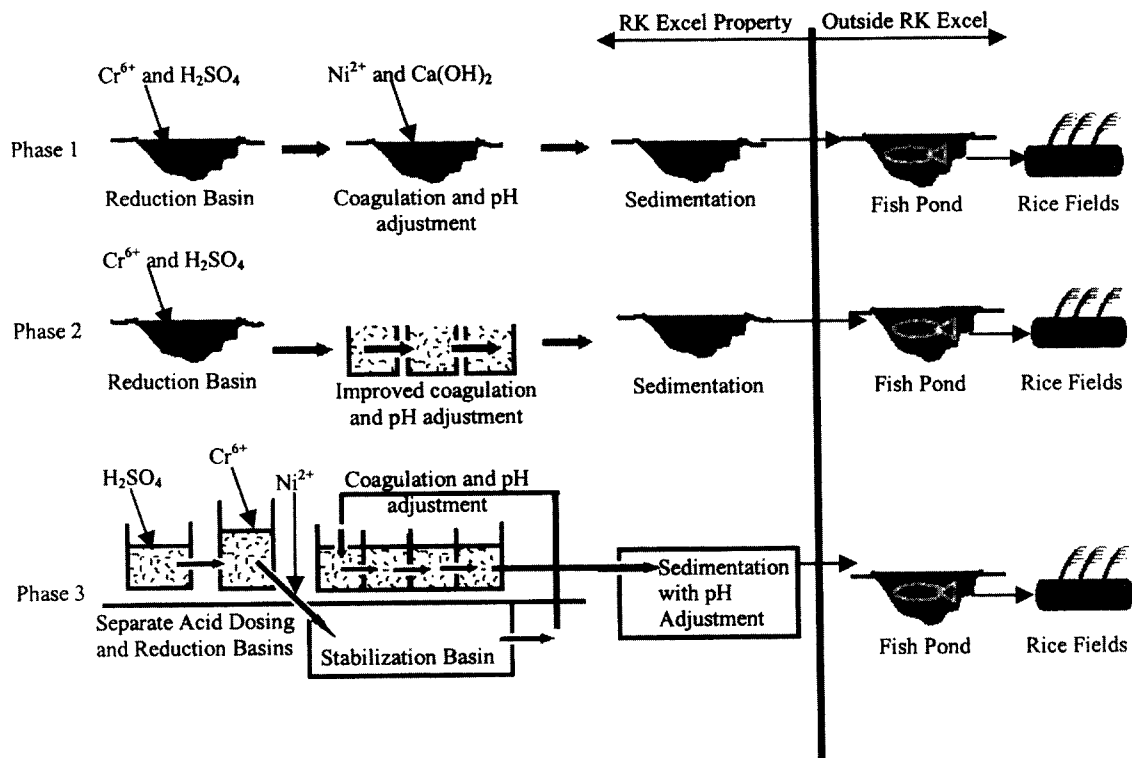 RK Excel Property Outside RK Excel
Cr⁶⁺ and H₂SO₄
Ni²⁺ and Ca(OH)₂
Phase 1
Reduction Basin
Coagulation and pH
adjustment
Sedimentation
Fish Pond
Rice Fields
Cr⁶⁺ and H₂SO₄
Phase 2
Reduction Basin
Improved coagulation
and pH adjustment
Sedimentation
Fish Pond
Rice Fields
H₂SO₄
Cr⁶⁺
Ni²⁺
Coagulation and pH
adjustment
Phase 3
Separate Acid Dosing
and Reduction Basins
Stabilization Basin
Sedimentation
with pH
Adjustment
Fish Pond
Rice Fields